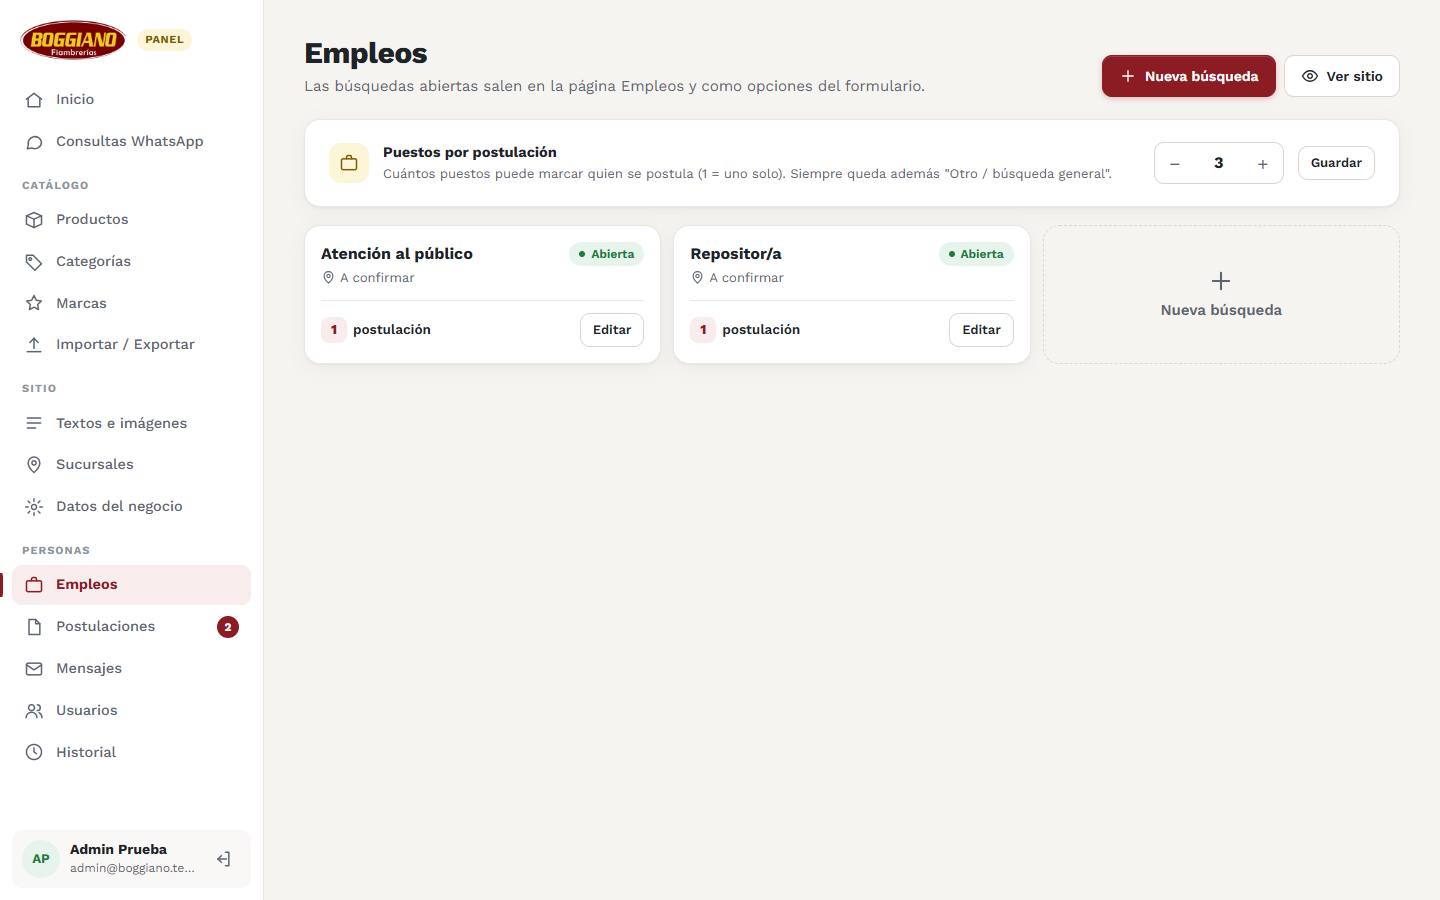 BOGGIANO
Fiambrerías
PANEL
Inicio
Consultas WhatsApp
CATÁLOGO
Productos
Categorías
Marcas
Importar / Exportar
SITIO
Textos e imágenes
Sucursales
Datos del negocio
PERSONAS
Empleos
Postulaciones 2
Mensajes
Usuarios
Historial
AP
Admin Prueba
admin@boggiano.te...
Empleos
Las búsquedas abiertas salen en la página Empleos y como opciones del formulario.
Nueva búsqueda
Ver sitio
Puestos por postulación
Cuántos puestos puede marcar quien se postula (1 = uno solo). Siempre queda además "Otro / búsqueda general".
− 3 +
Guardar
Atención al público
Abierta
A confirmar
1 postulación
Editar
Repositor/a
Abierta
A confirmar
1 postulación
Editar
Nueva búsqueda